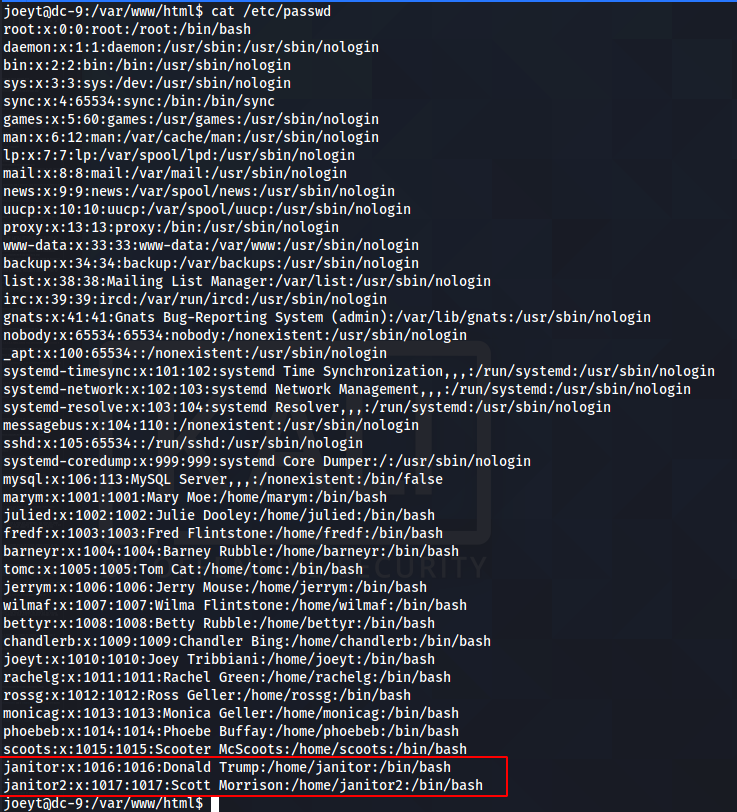 joeyt@dc-9:/var/www/html$ cat /etc/passwd
root:x:0:0:root:/root:/bin/bash
daemon:x:1:1:daemon:/usr/sbin:/usr/sbin/nologin
bin:x:2:2:bin:/bin:/usr/sbin/nologin
sys:x:3:3:sys:/dev:/usr/sbin/nologin
sync:x:4:65534:sync:/bin:/bin/sync
games:x:5:60:games:/usr/games:/usr/sbin/nologin
man:x:6:12:man:/var/cache/man:/usr/sbin/nologin
lp:x:7:7:lp:/var/spool/lpd:/usr/sbin/nologin
mail:x:8:8:mail:/var/mail:/usr/sbin/nologin
news:x:9:9:news:/var/spool/news:/usr/sbin/nologin
uucp:x:10:10:uucp:/var/spool/uucp:/usr/sbin/nologin
proxy:x:13:13:proxy:/bin:/usr/sbin/nologin
www-data:x:33:33:www-data:/var/www:/usr/sbin/nologin
backup:x:34:34:backup:/var/backups:/usr/sbin/nologin
list:x:38:38:Mailing List Manager:/var/list:/usr/sbin/nologin
irc:x:39:39:ircd:/var/run/ircd:/usr/sbin/nologin
gnats:x:41:41:Gnats Bug-Reporting System (admin):/var/lib/gnats:/usr/sbin/nologin
nobody:x:65534:65534:nobody:/nonexistent:/usr/sbin/nologin
_apt:x:100:65534::/nonexistent:/usr/sbin/nologin
systemd-timesync:x:101:102:systemd Time Synchronization,,,:/run/systemd:/usr/sbin/nologin
systemd-network:x:102:103:systemd Network Management,,,:/run/systemd:/usr/sbin/nologin
systemd-resolve:x:103:104:systemd Resolver,,,:/run/systemd:/usr/sbin/nologin
messagebus:x:104:110::/nonexistent:/usr/sbin/nologin
sshd:x:105:65534::/run/sshd:/usr/sbin/nologin
systemd-coredump:x:999:999:systemd Core Dumper:/:/usr/sbin/nologin
mysql:x:106:113:MySQL Server,,,:/nonexistent:/bin/false
marym:x:1001:1001:Mary Moe:/home/marym:/bin/bash
julied:x:1002:1002:Julie Dooley:/home/julied:/bin/bash
fredf:x:1003:1003:Fred Flintstone:/home/fredf:/bin/bash
barneyr:x:1004:1004:Barney Rubble:/home/barneyr:/bin/bash
tomc:x:1005:1005:Tom Cat:/home/tomc:/bin/bash
jerrym:x:1006:1006:Jerry Mouse:/home/jerrym:/bin/bash
wilmaf:x:1007:1007:Wilma Flintstone:/home/wilmaf:/bin/bash
bettyr:x:1008:1008:Betty Rubble:/home/bettyr:/bin/bash
chandlerb:x:1009:1009:Chandler Bing:/home/chandlerb:/bin/bash
joeyt:x:1010:1010:Joey Tribbiani:/home/joeyt:/bin/bash
rachelg:x:1011:1011:Rachel Green:/home/rachelg:/bin/bash
rossg:x:1012:1012:Ross Geller:/home/rossg:/bin/bash
monicag:x:1013:1013:Monica Geller:/home/monicag:/bin/bash
phoebeb:x:1014:1014:Phoebe Buffay:/home/phoebeb:/bin/bash
scoots:x:1015:1015:Scooter McScoots:/home/scoots:/bin/bash
janitor:x:1016:1016:Donald Trump:/home/janitor:/bin/bash
janitor2:x:1017:1017:Scott Morrison:/home/janitor2:/bin/bash
joeyt@dc-9:/var/www/html$